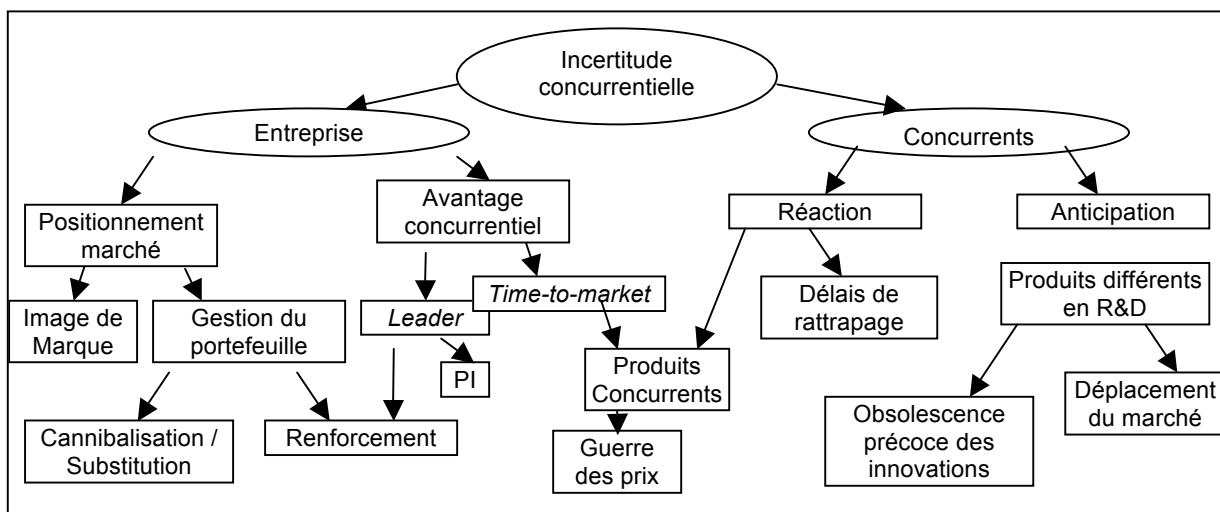 Incertitude
concurrentielle
Entreprise
Concurrents
Positionnement
marché
Avantage
concurrentiel
Réaction
Anticipation
Image de
Marque
Gestion du
portefeuille
Leader
Time-to-market
PI
Produits
Concurrents
Délais de
rattrapage
Produits différents
en R&D
Cannibalisation /
Substitution
Renforcement
Guerre
des prix
Obsolescence
précoce des
innovations
Déplacement
du marché